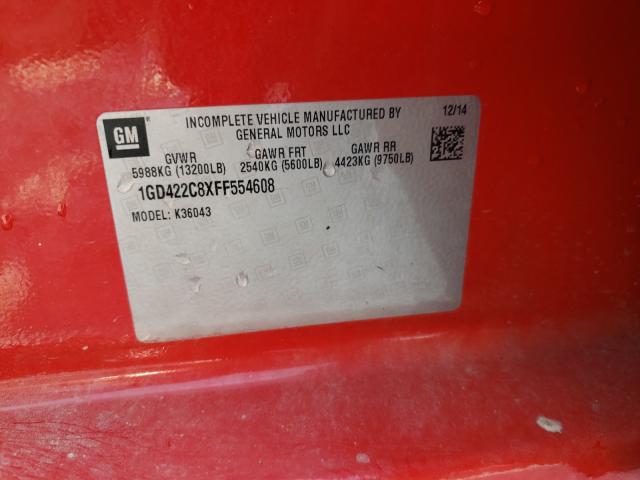 GM
INCOMPLETE VEHICLE MANUFACTURED BY
GENERAL MOTORS LLC
12/14
GVWR GAWR FRT GAWR RR
5988KG (13200LB) 2540KG (5600LB) 4423KG (9750LB)
1GD422C8XFF554608
MODEL: K36043